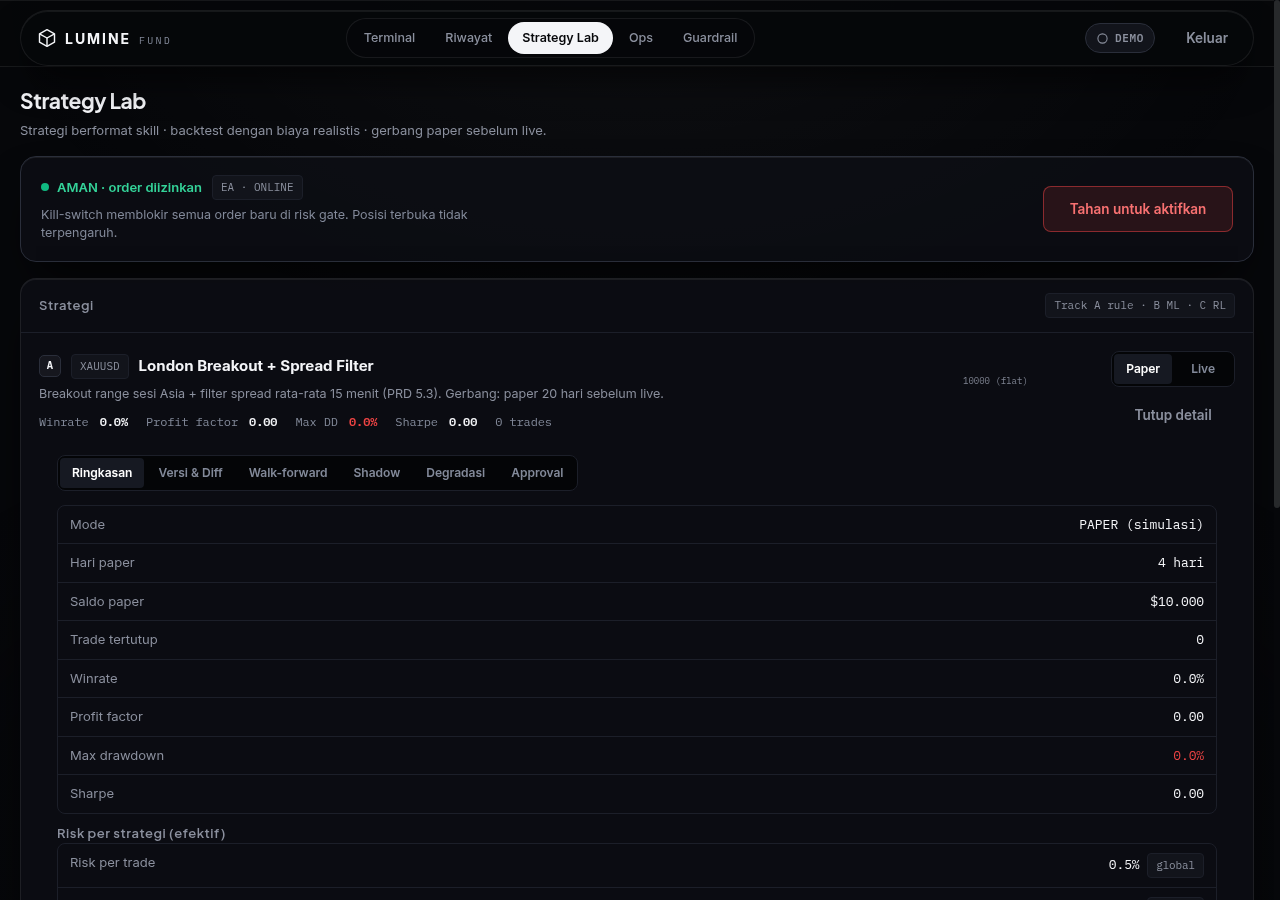 LUMINE FUND
Terminal
Riwayat
Strategy Lab
Ops
Guardrail
DEMO
Keluar
Strategy Lab
Strategi berformat skill · backtest dengan biaya realistis · gerbang paper sebelum live.
AMAN · order diizinkan
EA · ONLINE
Kill-switch memblokir semua order baru di risk gate. Posisi terbuka tidak
terpengaruh.
Tahan untuk aktifkan
Strategi
Track A rule · B ML · C RL
A
XAUUSD
London Breakout + Spread Filter
10000 (flat)
Paper
Live
Breakout range sesi Asia + filter spread rata-rata 15 menit (PRD 5.3). Gerbang: paper 20 hari sebelum live.
Tutup detail
Winrate 0.0% Profit factor 0.00 Max DD 0.0% Sharpe 0.00 0 trades
Ringkasan
Versi & Diff
Walk-forward
Shadow
Degradasi
Approval
Mode PAPER (simulasi)
Hari paper 4 hari
Saldo paper $10.000
Trade tertutup 0
Winrate 0.0%
Profit factor 0.00
Max drawdown 0.0%
Sharpe 0.00
Risk per strategi (efektif)
Risk per trade 0.5% global